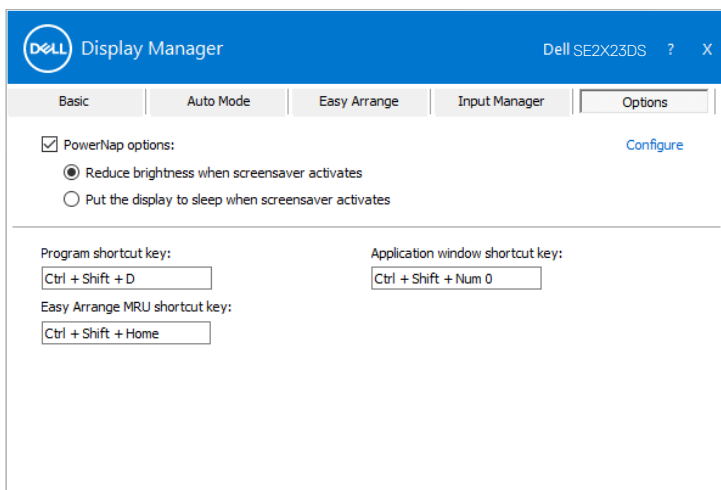 DELL Display Manager Dell SE2X23DS ? X
Basic Auto Mode Easy Arrange Input Manager Options
PowerNap options: Configure
Reduce brightness when screensaver activates
Put the display to sleep when screensaver activates
Program shortcut key: Application window shortcut key:
Ctrl + Shift + D Ctrl + Shift + Num 0
Easy Arrange MRU shortcut key:
Ctrl + Shift + Home